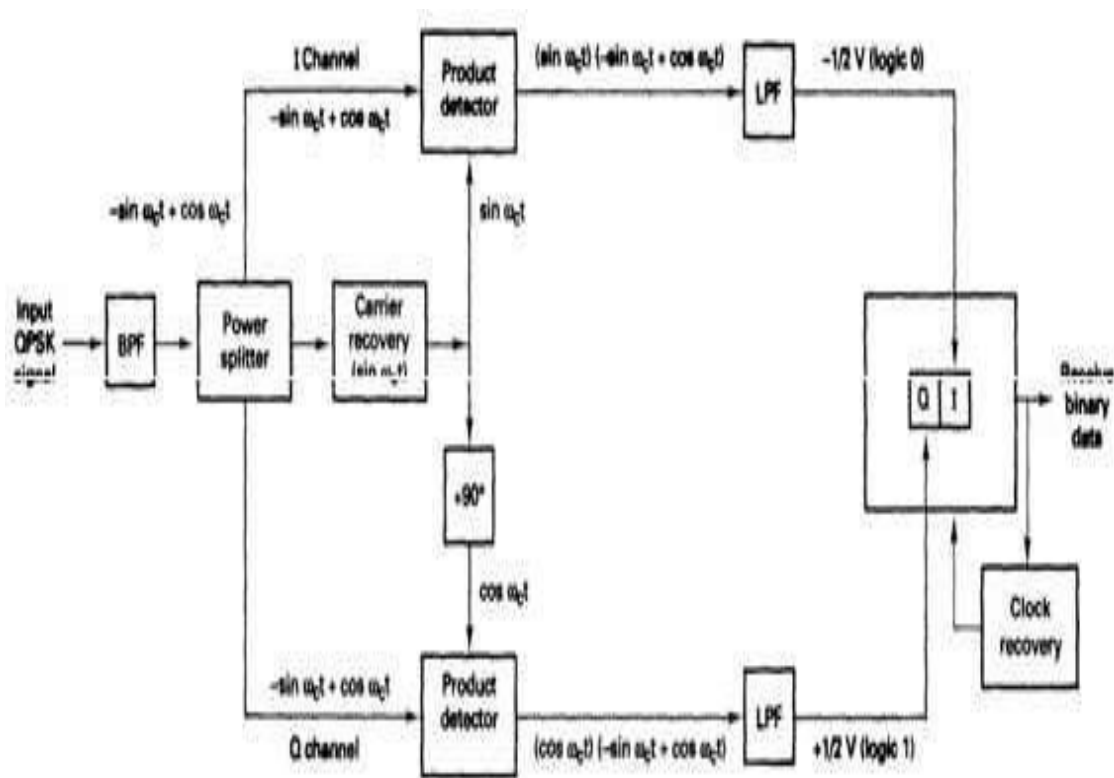 I Channel
−sin ωct + cos ωct
Product
detector
(sin ωct) (−sin ωct + cos ωct)
LPF
−1/2 V (logic 0)
−sin ωct + cos ωct
sin ωct
Input
QPSK
signal
BPF
Power
splitter
Carrier
recovery
(sin ωct)
Q I
binary
data
+90°
cos ωct
Clock
recovery
−sin ωct + cos ωct
Q channel
Product
detector
(cos ωct) (−sin ωct + cos ωct)
LPF
+1/2 V (logic 1)